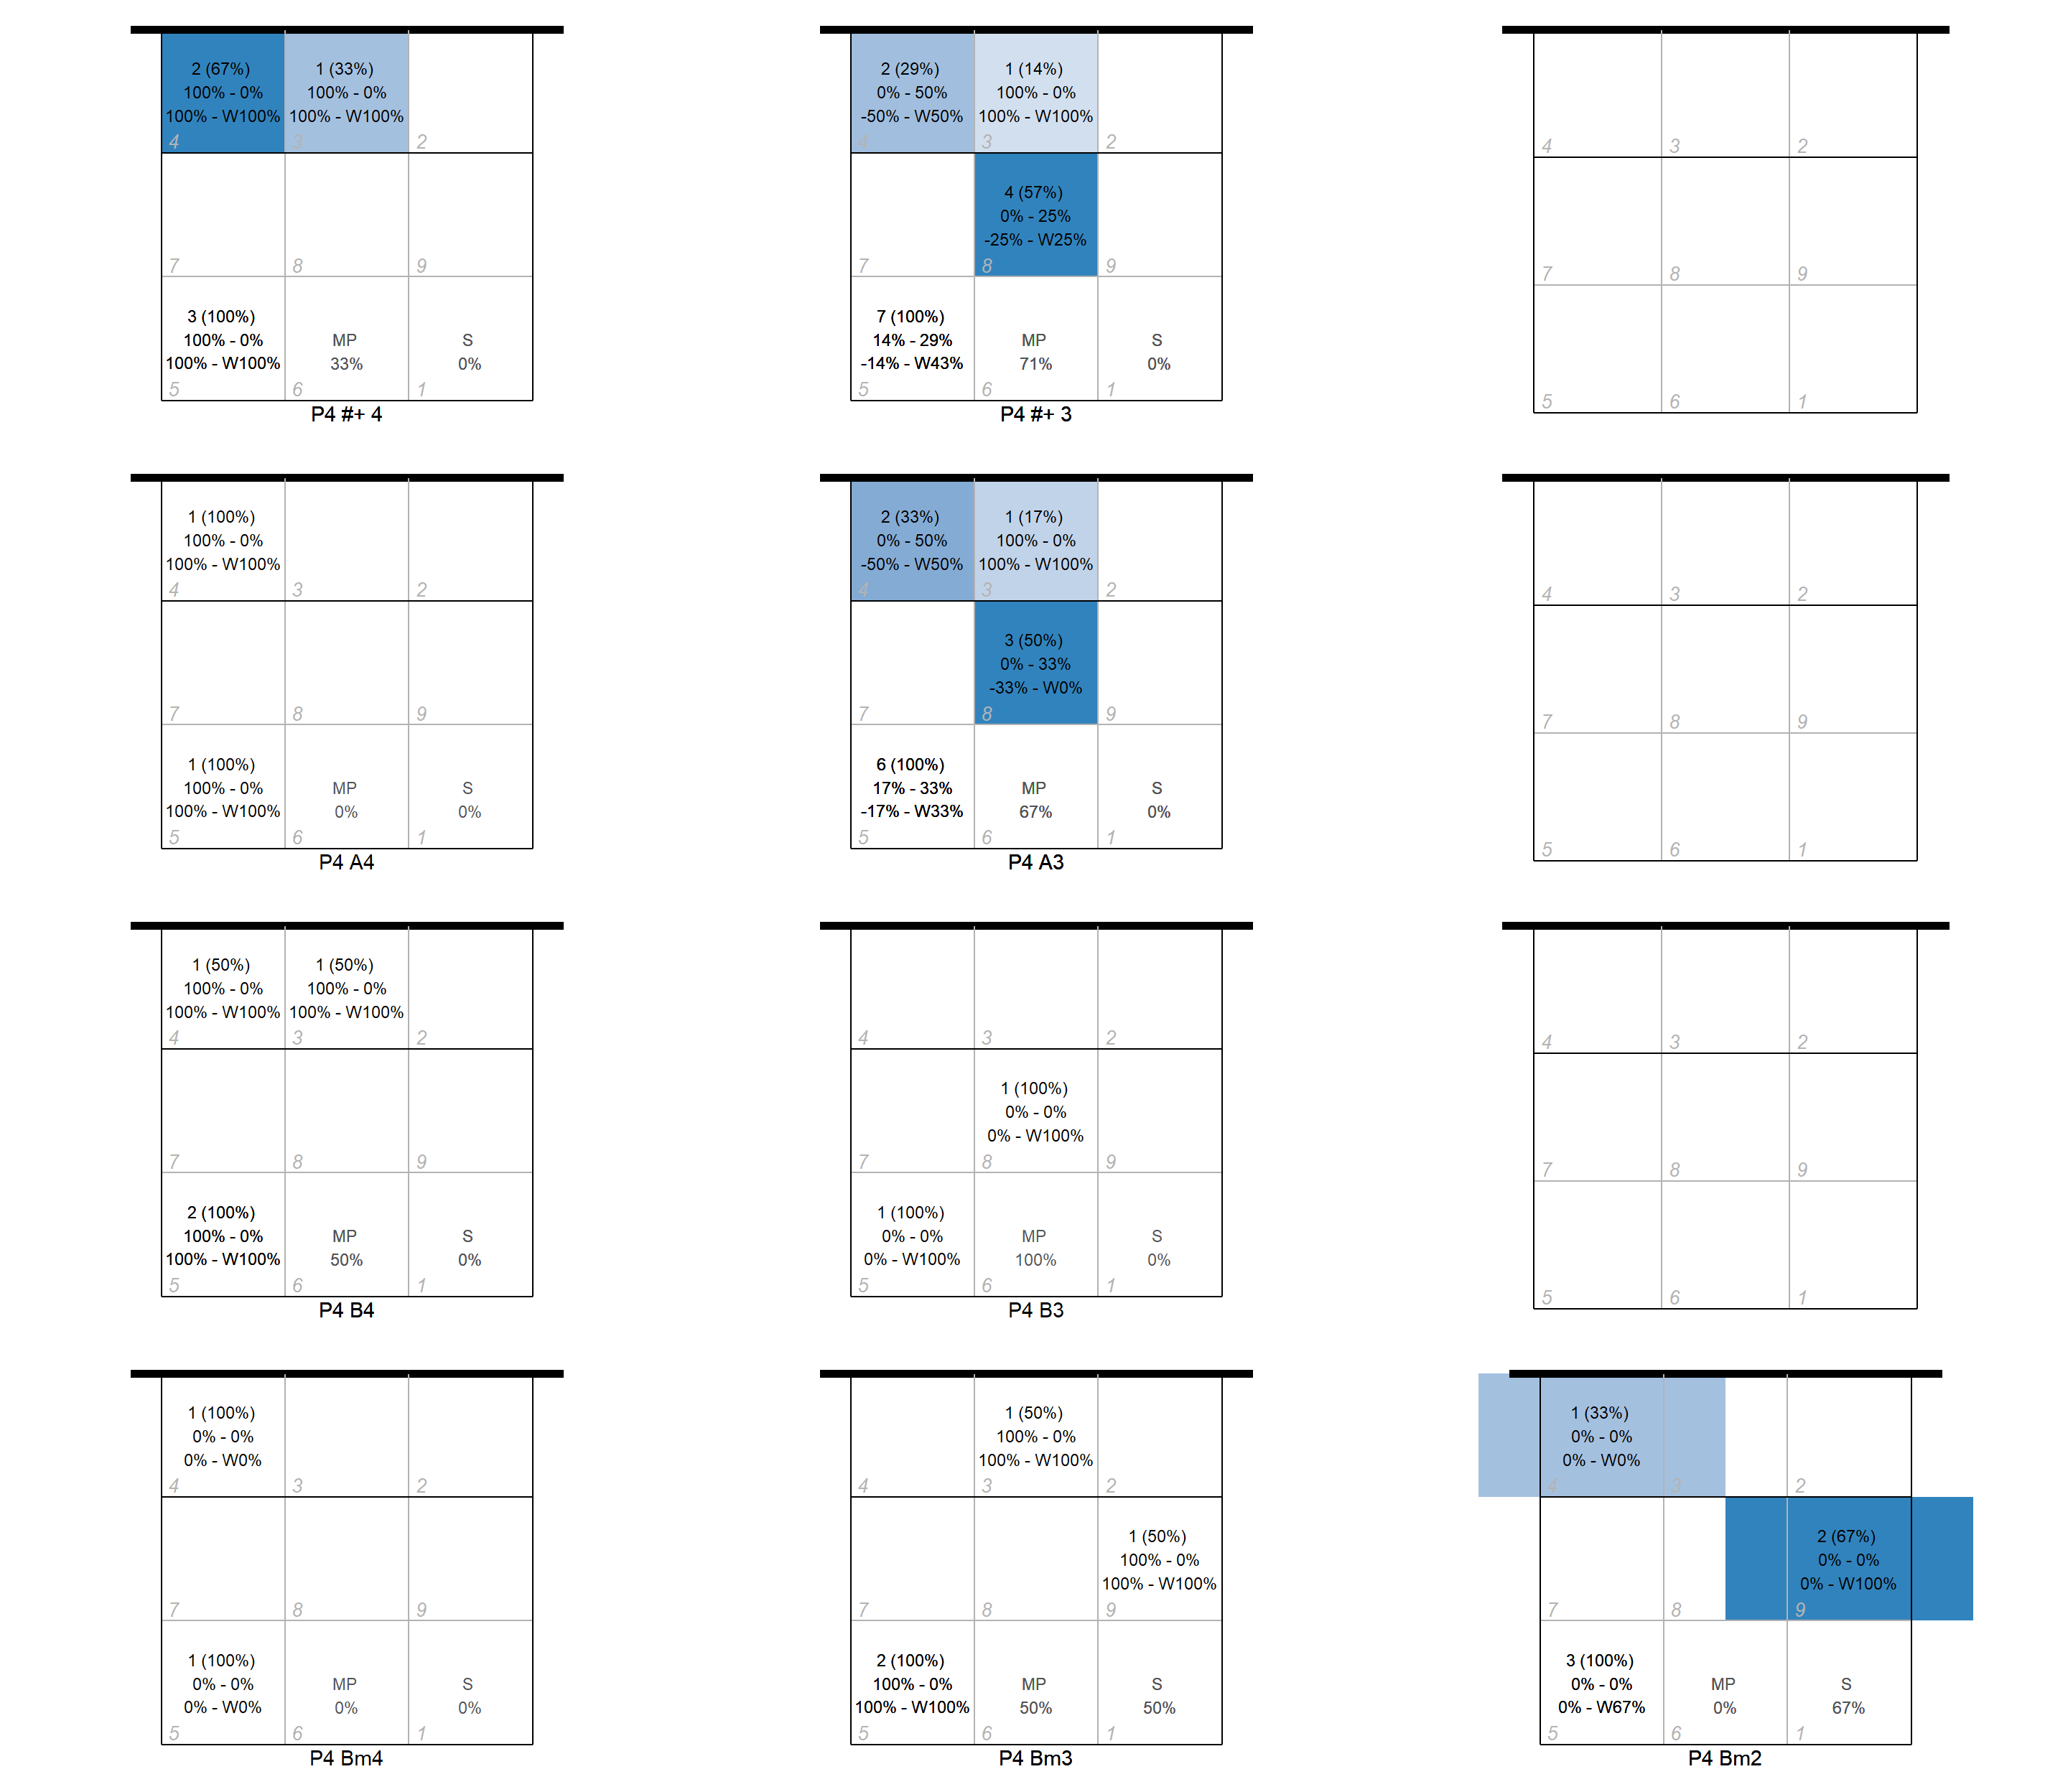 2 (67%)
100% - 0%
100% - W100%
4
1 (33%)
100% - 0%
100% - W100%
3
2
7
8
9
3 (100%)
100% - 0%
100% - W100%
5
MP
33%
6
S
0%
1
P4 #+ 4
2 (29%)
0% - 50%
-50% - W50%
4
1 (14%)
100% - 0%
100% - W100%
3
2
7
4 (57%)
0% - 25%
-25% - W25%
8
9
7 (100%)
14% - 29%
-14% - W43%
5
MP
71%
6
S
0%
1
P4 #+ 3
4
3
2
7
8
9
5
6
1
1 (100%)
100% - 0%
100% - W100%
4
3
2
7
8
9
1 (100%)
100% - 0%
100% - W100%
5
MP
0%
6
S
0%
1
P4 A4
2 (33%)
0% - 50%
-50% - W50%
4
1 (17%)
100% - 0%
100% - W100%
3
2
7
3 (50%)
0% - 33%
-33% - W0%
8
9
6 (100%)
17% - 33%
-17% - W33%
5
MP
67%
6
S
0%
1
P4 A3
4
3
2
7
8
9
5
6
1
1 (50%)
100% - 0%
100% - W100%
4
1 (50%)
100% - 0%
100% - W100%
3
2
7
8
9
2 (100%)
100% - 0%
100% - W100%
5
MP
50%
6
S
0%
1
P4 B4
4
3
2
7
1 (100%)
0% - 0%
0% - W100%
8
9
1 (100%)
0% - 0%
0% - W100%
5
MP
100%
6
S
0%
1
P4 B3
4
3
2
7
8
9
5
6
1
1 (100%)
0% - 0%
0% - W0%
4
3
2
7
8
9
1 (100%)
0% - 0%
0% - W0%
5
MP
0%
6
S
0%
1
P4 Bm4
4
1 (50%)
100% - 0%
100% - W100%
3
2
7
8
1 (50%)
100% - 0%
100% - W100%
9
2 (100%)
100% - 0%
100% - W100%
5
MP
50%
6
S
50%
1
P4 Bm3
1 (33%)
0% - 0%
0% - W0%
4
3
2
7
8
2 (67%)
0% - 0%
0% - W100%
9
3 (100%)
0% - 0%
0% - W67%
5
MP
0%
6
S
67%
1
P4 Bm2